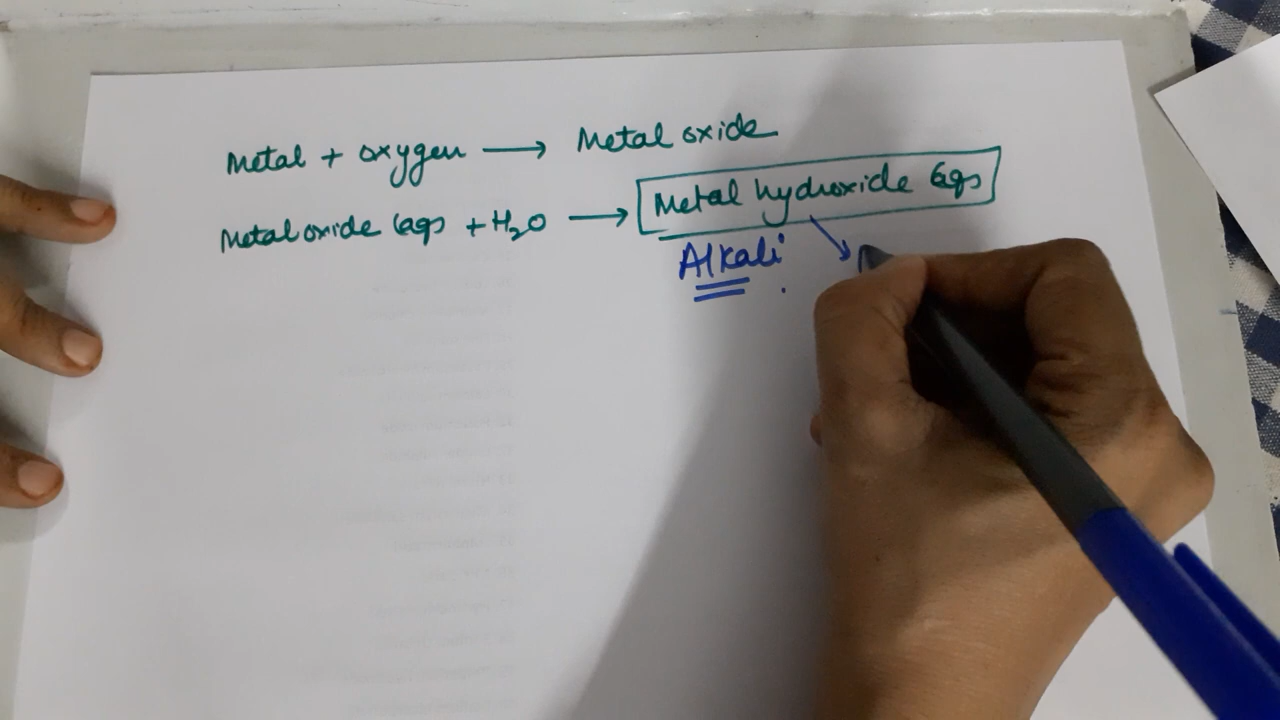 Metal + oxygen → Metal oxide
Metal oxide (aq) + H₂O → Metal hydroxide (aq)
Alkali